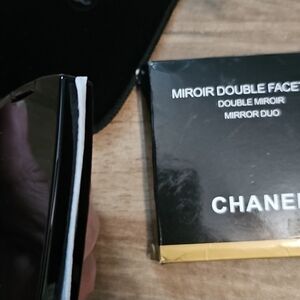 MIROIR DOUBLE FACET
DOUBLE MIROIR
MIRROR DUO
CHANEL